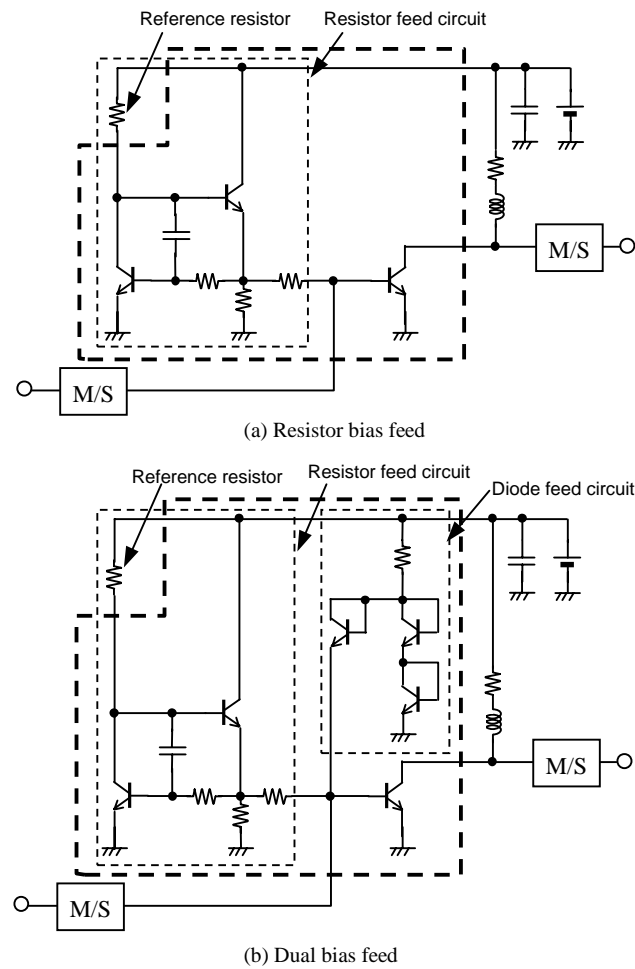 Reference resistor
Resistor feed circuit
M/S
M/S
(a) Resistor bias feed
Reference resistor
Resistor feed circuit
Diode feed circuit
M/S
M/S
(b) Dual bias feed